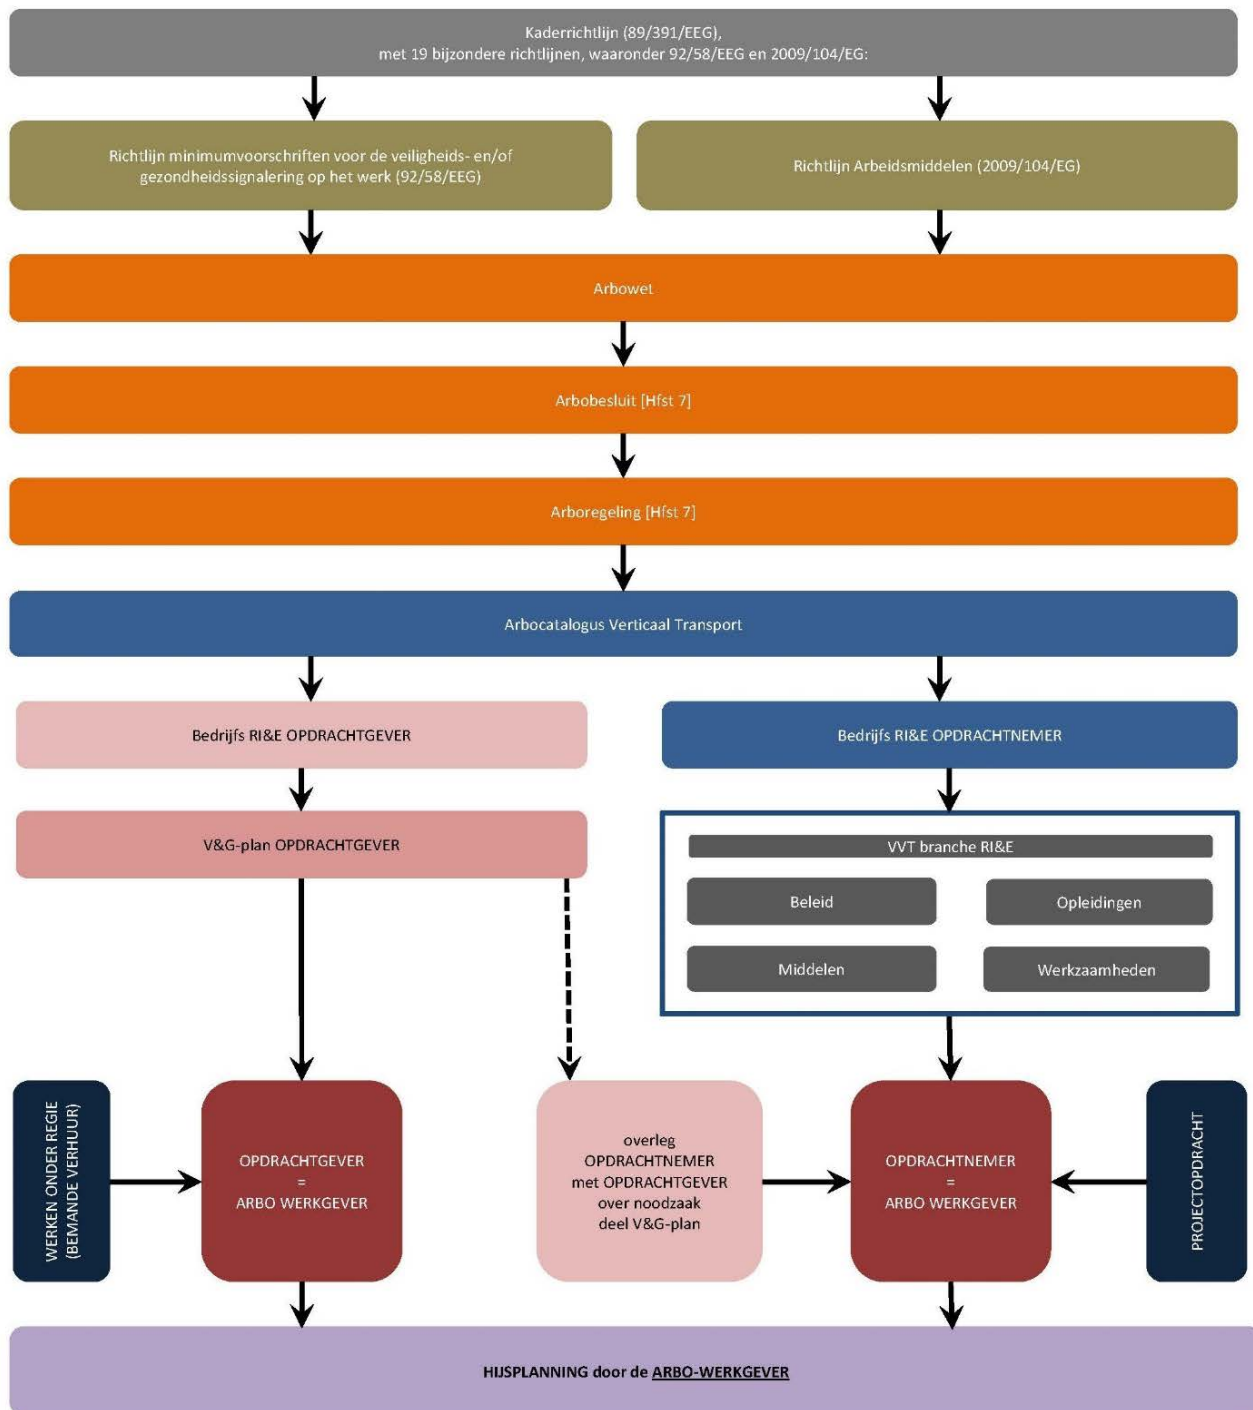 Kaderrichtlijn (89/391/EEG),
met 19 bijzondere richtlijnen, waaronder 92/58/EEG en 2009/104/EG:
Richtlijn minimumvoorschriften voor de veiligheids- en/of
gezondheidssignalering op het werk (92/58/EEG)
Richtlijn Arbeidsmiddelen (2009/104/EG)
Arbowet
Arbobesluit [Hfst 7]
Arboregeling [Hfst 7]
Arbocatalogus Verticaal Transport
Bedrijfs RI&E OPDRACHTGEVER
Bedrijfs RI&E OPDRACHTNEMER
V&G-plan OPDRACHTGEVER
VVT branche RI&E
Beleid
Opleidingen
Middelen
Werkzaamheden
WERKEN ONDER REGIE
(BEMANDE VERHUUR)
OPDRACHTGEVER
=
ARBO WERKGEVER
overleg
OPDRACHTNEMER
met OPDRACHTGEVER
over noodzaak
deel V&G-plan
OPDRACHTNEMER
=
ARBO WERKGEVER
PROJECTOPDRACHT
HIJSPLANNING door de ARBO-WERKGEVER